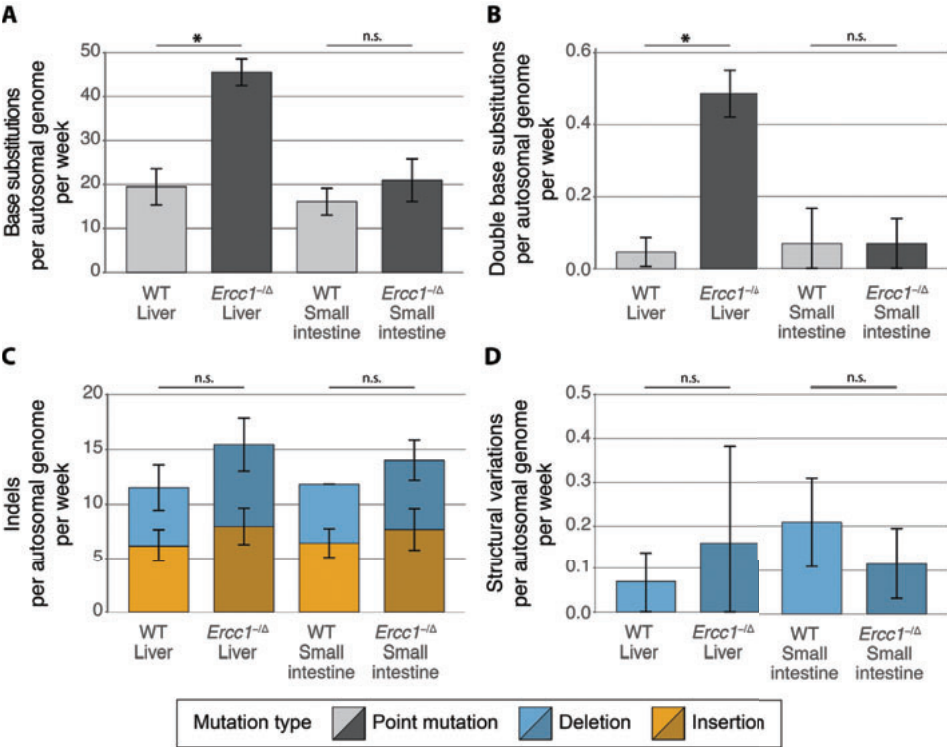 A
Base substitutions
per autosomal genome
per week
50
40
30
20
10
0
*
n.s.
WT
Liver
Ercc1⁻/Δ
Liver
WT
Small
intestine
Ercc1⁻/Δ
Small
intestine
B
Double base substitutions
per autosomal genome
per week
0.6
0.4
0.2
0.0
*
n.s.
WT
Liver
Ercc1⁻/Δ
Liver
WT
Small
intestine
Ercc1⁻/Δ
Small
intestine
C
Indels
per autosomal genome
per week
20
15
10
5
0
n.s.
n.s.
WT
Liver
Ercc1⁻/Δ
Liver
WT
Small
intestine
Ercc1⁻/Δ
Small
intestine
D
Structural variations
per autosomal genome
per week
0.5
0.4
0.3
0.2
0.1
0.0
n.s.
n.s.
WT
Liver
Ercc1⁻/Δ
Liver
WT
Small
intestine
Ercc1⁻/Δ
Small
intestine
Mutation type Point mutation Deletion Insertion